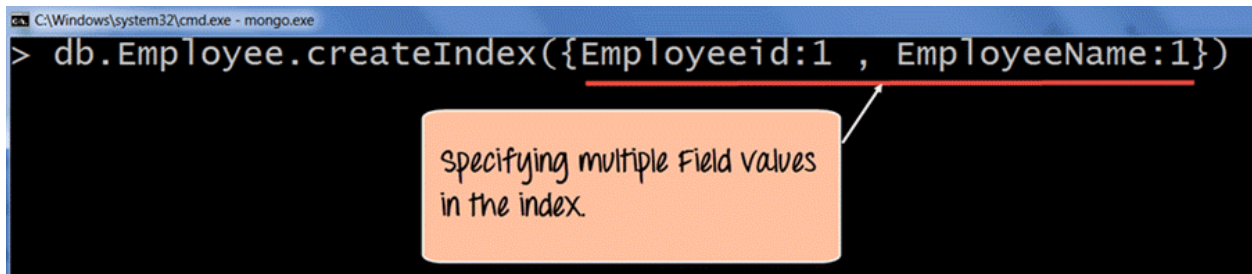 C:\Windows\system32\cmd.exe - mongo.exe
> db.Employee.createIndex({Employeeid:1 , EmployeeName:1})
Specifying multiple Field values
in the index.